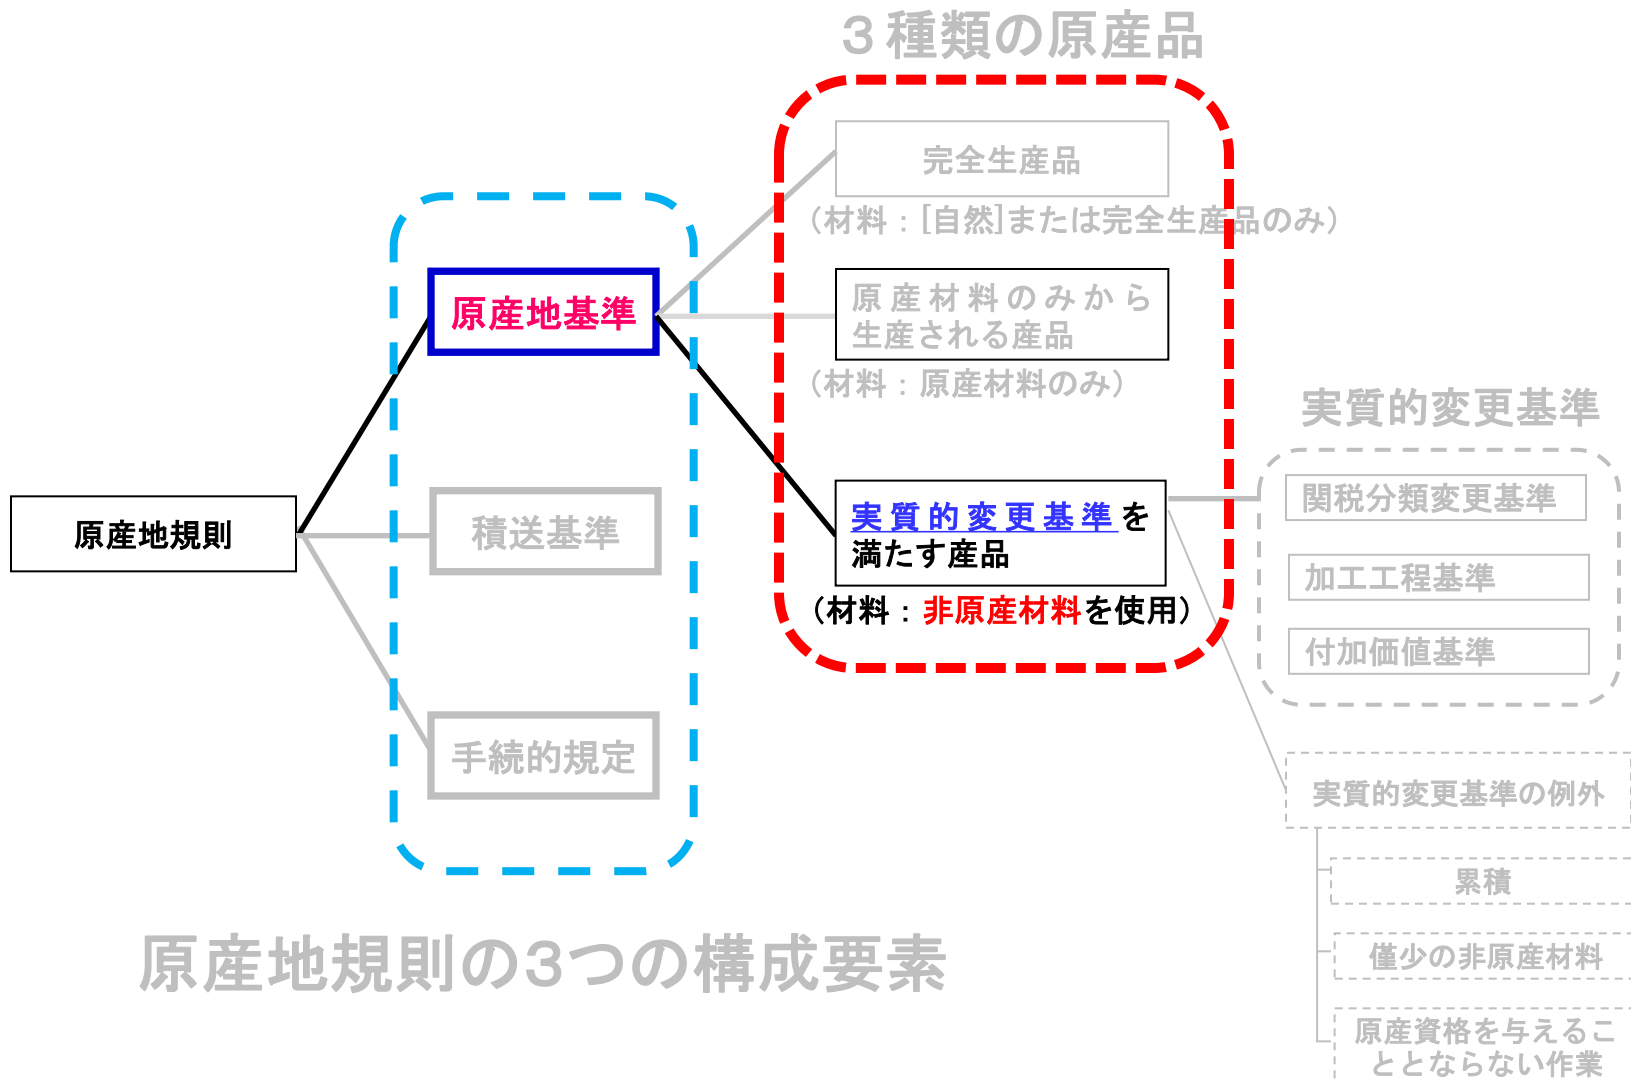 ３種類の原産品
完全生産品
（材料：[自然]または完全生産品のみ）
原産地基準
原産材料のみから
生産される産品
（材料：原産材料のみ）
実質的変更基準
関税分類変更基準
原産地規則
積送基準
実質的変更基準を
満たす産品
（材料：非原産材料を使用）
加工工程基準
付加価値基準
手続的規定
実質的変更基準の例外
累積
僅少の非原産材料
原産資格を与えるこ
ととならない作業
原産地規則の３つの構成要素